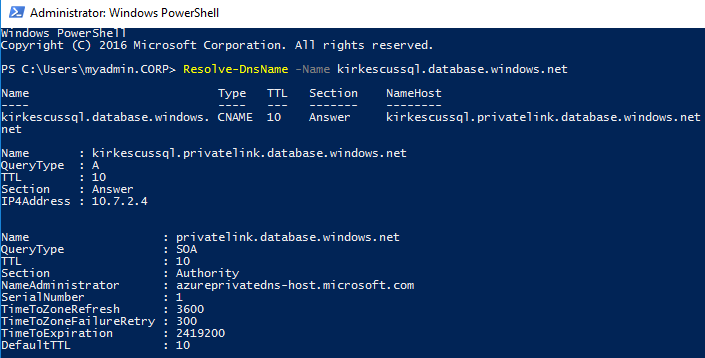 Administrator: Windows PowerShell
Windows PowerShell
Copyright (C) 2016 Microsoft Corporation. All rights reserved.
PS C:\Users\myadmin.CORP> Resolve-DnsName -Name kirkescussql.database.windows.net
Name Type TTL Section NameHost
---- ---- --- ------- --------
kirkescussql.database.windows. CNAME 10 Answer kirkescussql.privatelink.database.windows.net
net
Name : kirkescussql.privatelink.database.windows.net
QueryType : A
TTL : 10
Section : Answer
IP4Address : 10.7.2.4
Name : privatelink.database.windows.net
QueryType : SOA
TTL : 10
Section : Authority
NameAdministrator : azureprivatedns-host.microsoft.com
SerialNumber : 1
TimeToZoneRefresh : 3600
TimeToZoneFailureRetry : 300
TimeToExpiration : 2419200
DefaultTTL : 10